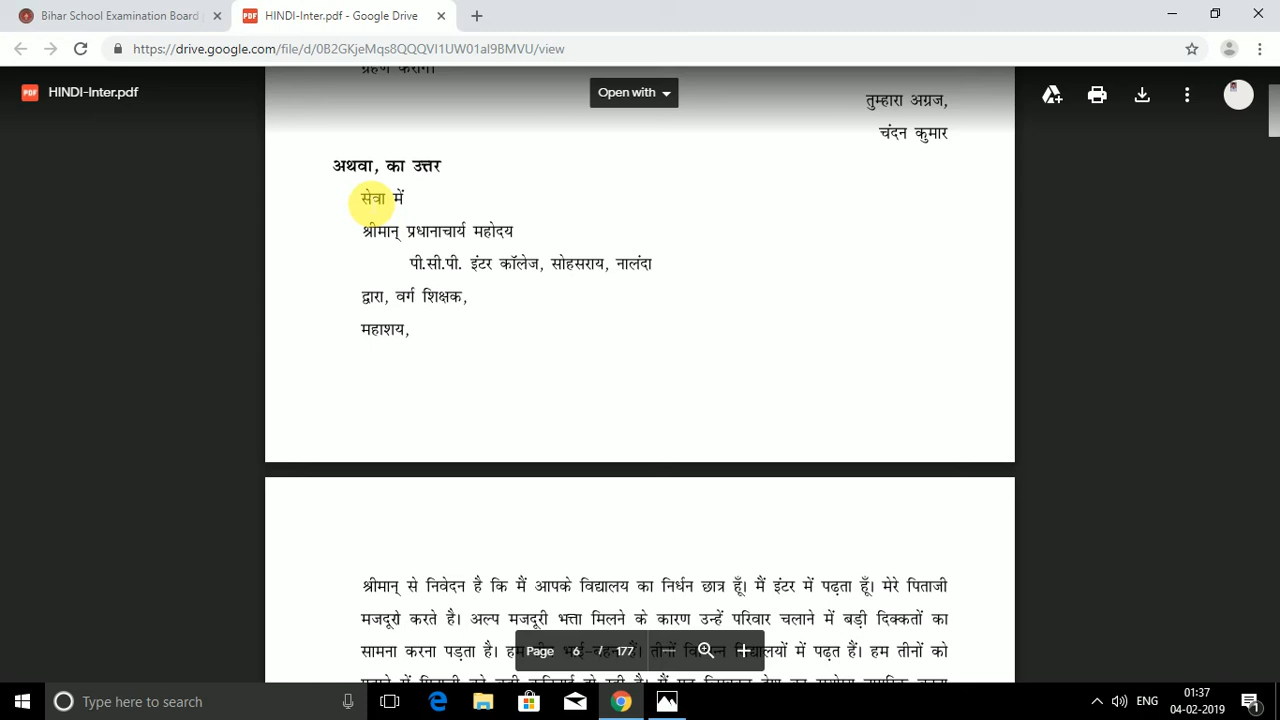 Bihar School Examination Board
HINDI-Inter.pdf - Google Drive
https://drive.google.com/file/d/0B2GKjeMqs8QQQVl1UW01al9BMVU/view
HINDI-Inter.pdf
Open with
तुम्हारा अग्रज,
चंदन कुमार
अथवा, का उत्तर
सेवा में
श्रीमान् प्रधानाचार्य महोदय
पी.सी.पी. इंटर कॉलेज, सोहसराय, नालंदा
द्वारा, वर्ग शिक्षक,
महाशय,
श्रीमान् से निवेदन है कि मैं आपके विद्यालय का निर्धन छात्र हूँ। मैं इंटर में पढ़ता हूँ। मेरे पिताजी
मजदूरी करते है। अल्प मजदूरी भत्ता मिलने के कारण उन्हें परिवार चलाने में बड़ी दिक्कतों का
सामना करना पड़ता है। हम भाई-बहन हैं। तीनों में पढ़त हैं। हम तीनों को
Page 6 / 177
Type here to search
ENG
01:37
04-02-2019